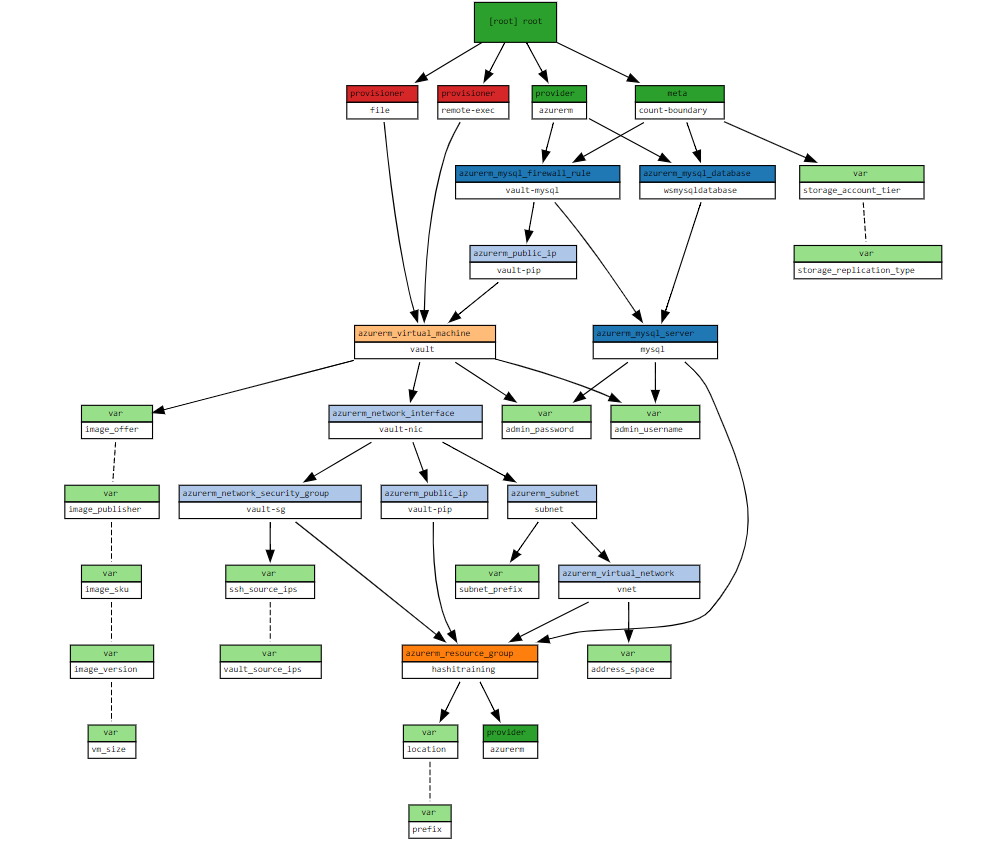 [root] root
provisioner
file
provisioner
remote-exec
provider
azurerm
meta
count-boundary
azurerm_mysql_firewall_rule
vault-mysql
azurerm_mysql_database
wsmysqldatabase
var
storage_account_tier
azurerm_public_ip
vault-pip
var
storage_replication_type
azurerm_virtual_machine
vault
azurerm_mysql_server
mysql
var
image_offer
azurerm_network_interface
vault-nic
var
admin_password
var
admin_username
var
image_publisher
azurerm_network_security_group
vault-sg
azurerm_public_ip
vault-pip
azurerm_subnet
subnet
var
image_sku
var
ssh_source_ips
var
subnet_prefix
azurerm_virtual_network
vnet
var
image_version
var
vault_source_ips
azurerm_resource_group
hashitraining
var
address_space
var
vm_size
var
location
provider
azurerm
var
prefix